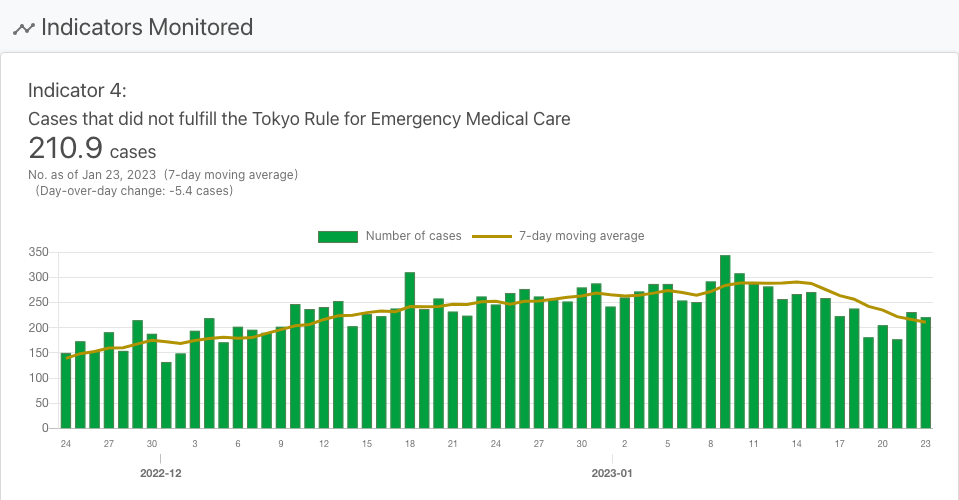 Indicators Monitored
Indicator 4:
Cases that did not fulfill the Tokyo Rule for Emergency Medical Care
210.9 cases
No. as of Jan 23, 2023 (7-day moving average)
(Day-over-day change: -5.4 cases)
Number of cases 7-day moving average
350
300
250
200
150
100
50
0
24 27 30 3 6 9 12 15 18 21 24 27 30 2 5 8 11 14 17 20 23
2022-12 2023-01